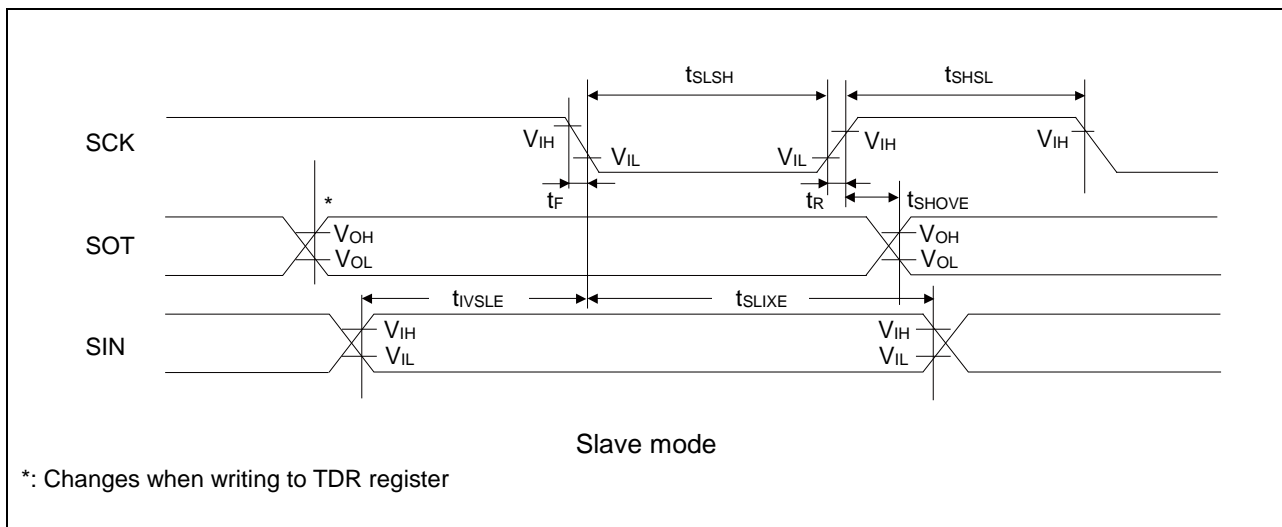 tSLSH
tSHSL
SCK
VIH
VIL
VIL
VIH
VIH
tF
tR
tSHOVE
*
SOT
VOH
VOL
VOH
VOL
tIVSLE
tSLIXE
SIN
VIH
VIL
VIH
VIL
Slave mode
*: Changes when writing to TDR register